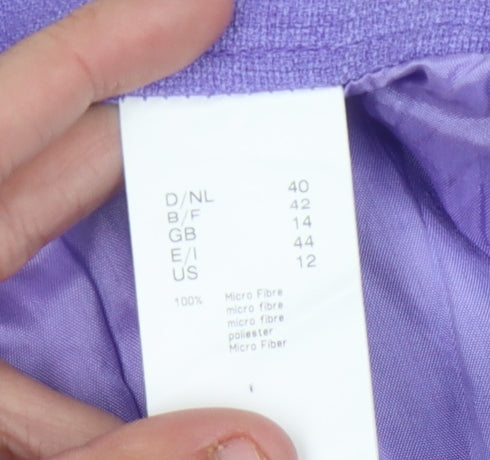 D/NL 40
B/F 42
GB 14
E/I 44
US 12
100% Micro Fibre
micro fibre
micro fibre
poliester
Micro Fiber